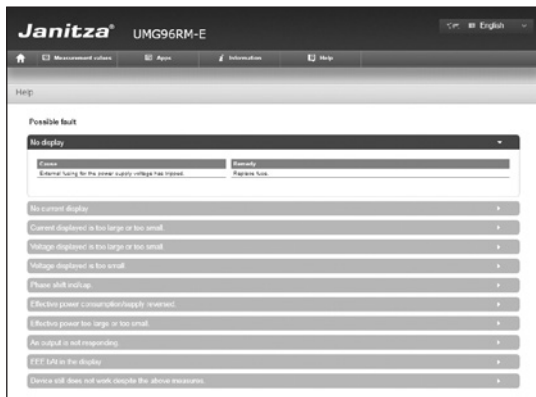 Janitza® UMG96RM-E
English
Measurement values Apps Information Help
Help
Possible fault
No display
Cause Remedy
External fusing for the power supply voltage has tripped. Replace fuse.
No current display
Current displayed is too large or too small.
Voltage displayed is too large or too small.
Voltage displayed is too small
Phase shift ind/cap.
Effective power consumption/supply reversed.
Effective power too large or too small.
An output is not responding.
in the display
Device still does not work despite the above measures.